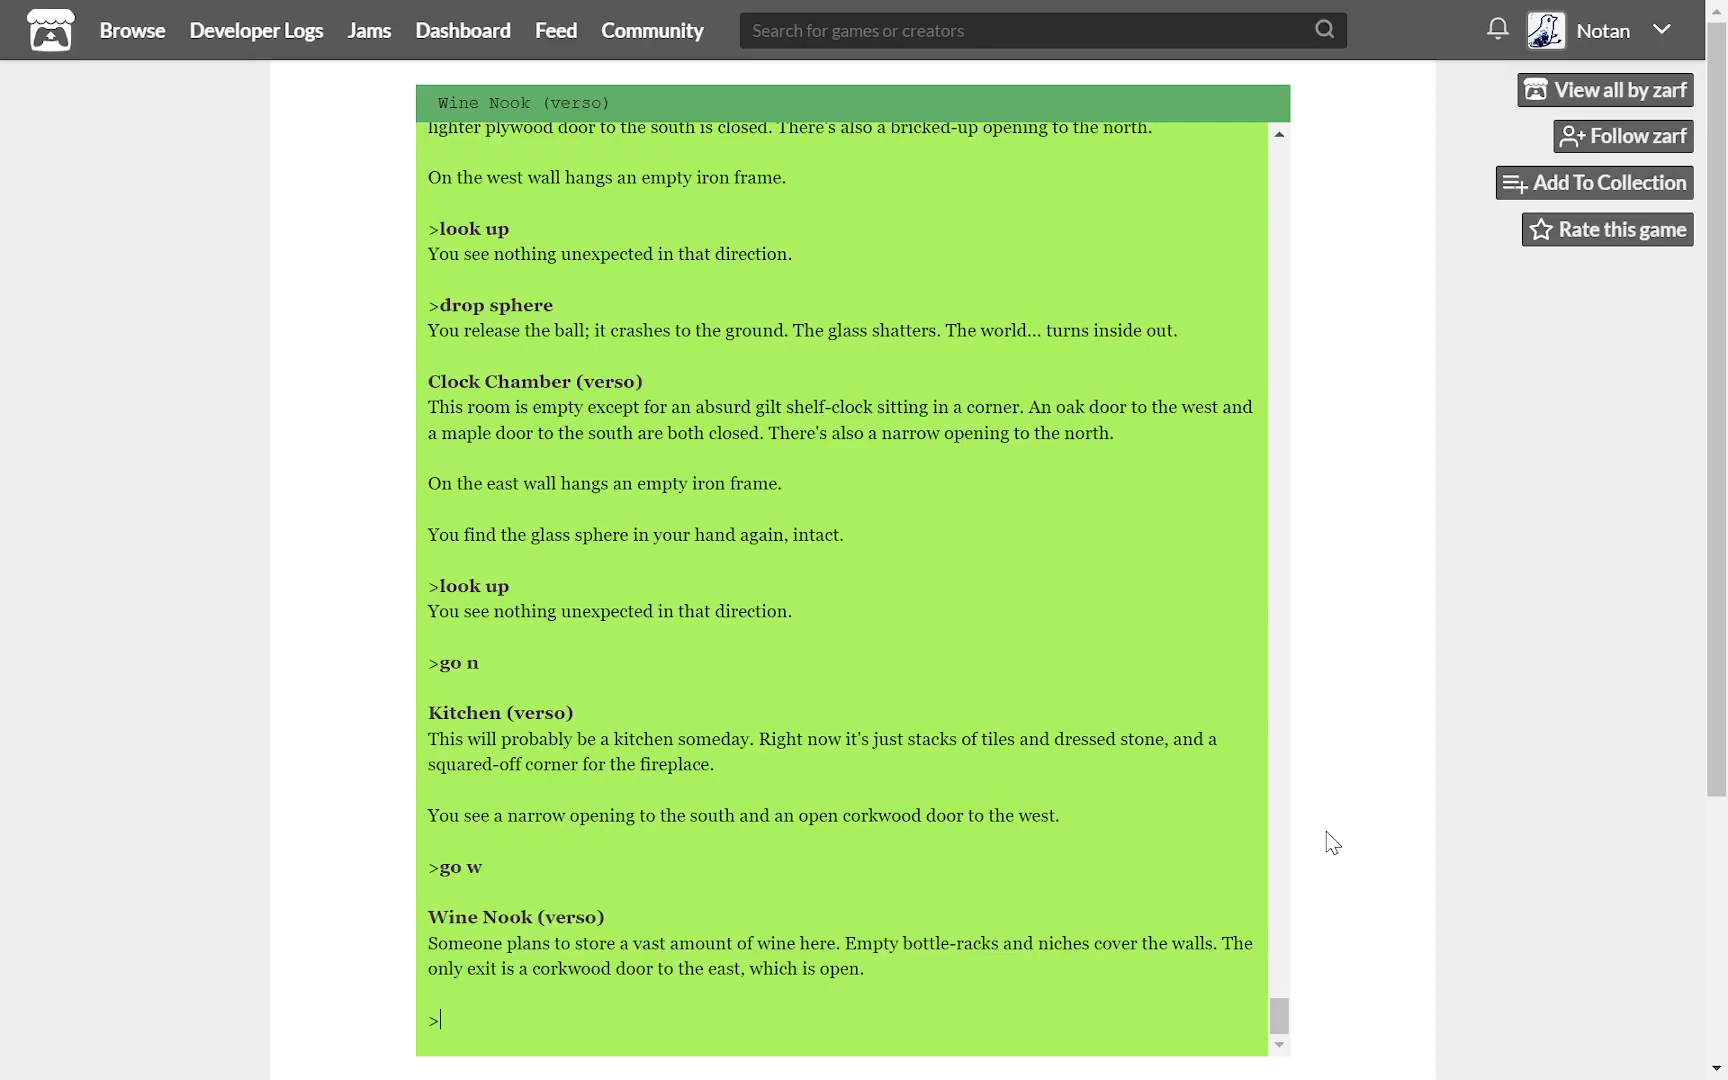 Browse Developer Logs Jams Dashboard Feed Community Search for games or creators Notan
View all by zarf
Follow zarf
Add To Collection
Rate this game
Wine Nook (verso)
lighter plywood door to the south is closed. There's also a bricked-up opening to the north.
On the west wall hangs an empty iron frame.
>look up
You see nothing unexpected in that direction.
>drop sphere
You release the ball; it crashes to the ground. The glass shatters. The world... turns inside out.
Clock Chamber (verso)
This room is empty except for an absurd gilt shelf-clock sitting in a corner. An oak door to the west and
a maple door to the south are both closed. There's also a narrow opening to the north.
On the east wall hangs an empty iron frame.
You find the glass sphere in your hand again, intact.
>look up
You see nothing unexpected in that direction.
>go n
Kitchen (verso)
This will probably be a kitchen someday. Right now it's just stacks of tiles and dressed stone, and a
squared-off corner for the fireplace.
You see a narrow opening to the south and an open corkwood door to the west.
>go w
Wine Nook (verso)
Someone plans to store a vast amount of wine here. Empty bottle-racks and niches cover the walls. The
only exit is a corkwood door to the east, which is open.
>